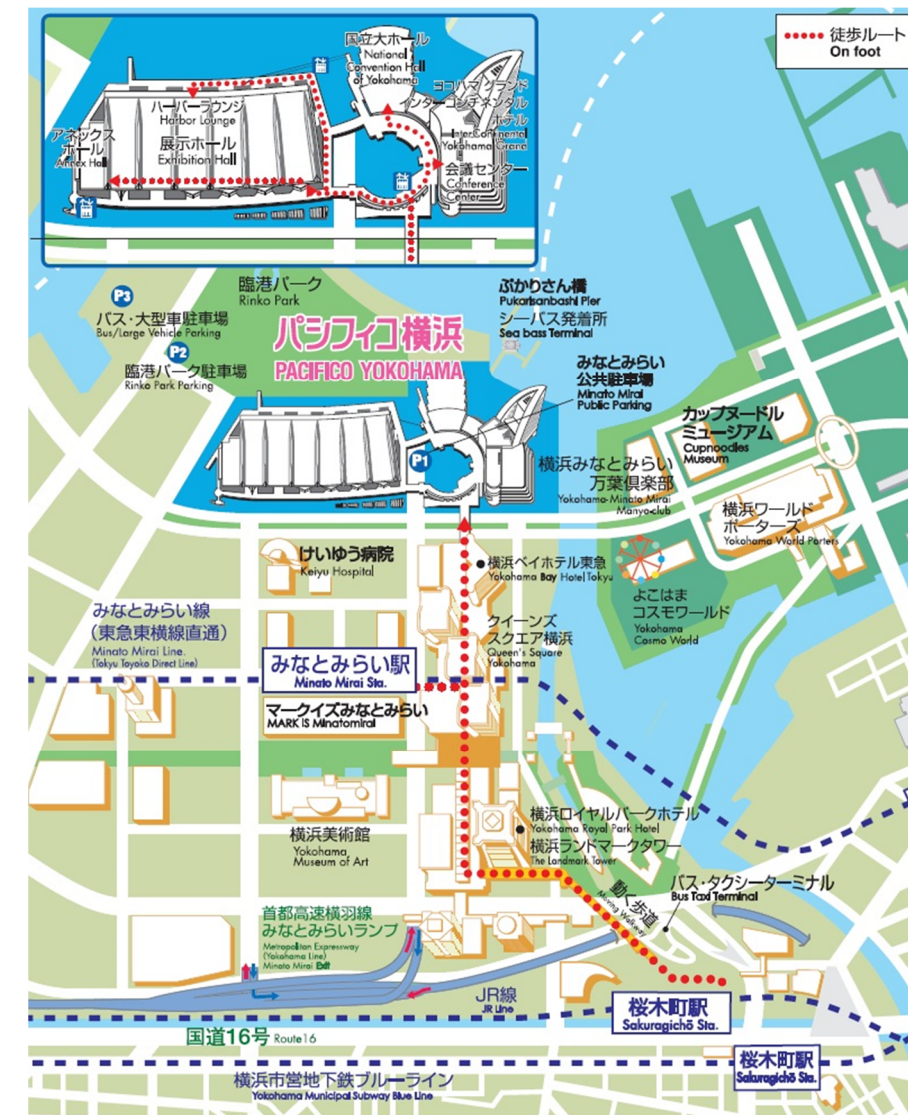 徒歩ルート
On foot
国立大ホール
National
Convention Hall
of Yokohama
ヨコハマ グランド
インターコンチネンタル
ホテル
InterContinental
Yokohama Grand
ハーバーラウンジ
Harbor Lounge
アネックス
ホール
Annex Hall
展示ホール
Exhibition Hall
会議センター
Conference
Center
臨港パーク
Rinko Park
P3
バス・大型車駐車場
Bus/Large Vehicle Parking
P2
臨港パーク駐車場
Rinko Park Parking
パシフィコ横浜
PACIFICO YOKOHAMA
ぷかりさん橋
Pukarisanbashi Pier
シーバス発着所
Sea bass Terminal
みなとみらい
公共駐車場
Minato Mirai
Public Parking
カップヌードル
ミュージアム
Cupnoodles
Museum
P1
横浜みなとみらい
万葉倶楽部
Yokohama-Minato Mirai
Manyo-club
横浜ワールド
ポーターズ
Yokohama World Porters
けいゆう病院
Keiyu Hospital
横浜ベイホテル東急
Yokohama Bay Hotel Tokyu
よこはま
コスモワールド
Yokohama
Cosmo World
みなとみらい線
(東急東横線直通)
Minato Mirai Line.
(Tokyu Toyoko Direct Line)
クイーンズ
スクエア横浜
Queen's Square
Yokohama
みなとみらい駅
Minato Mirai Sta.
マークイズみなとみらい
MARK IS Minatomirai
横浜美術館
Yokohama
Museum of Art
横浜ロイヤルパークホテル
Yokohama Royal Park Hotel
横浜ランドマークタワー
The Landmark Tower
動く歩道
Moving Walkway
バス・タクシーターミナル
Bus Taxi Terminal
首都高速横羽線
みなとみらいランプ
Metropolitan Expressway
(Yokohama Line)
Minato Mirai Exit
JR線
JR Line
桜木町駅
Sakuragichō Sta.
国道16号 Route16
桜木町駅
Sakuragichō Sta.
横浜市営地下鉄ブルーライン
Yokohama Municipal Subway Blue Line